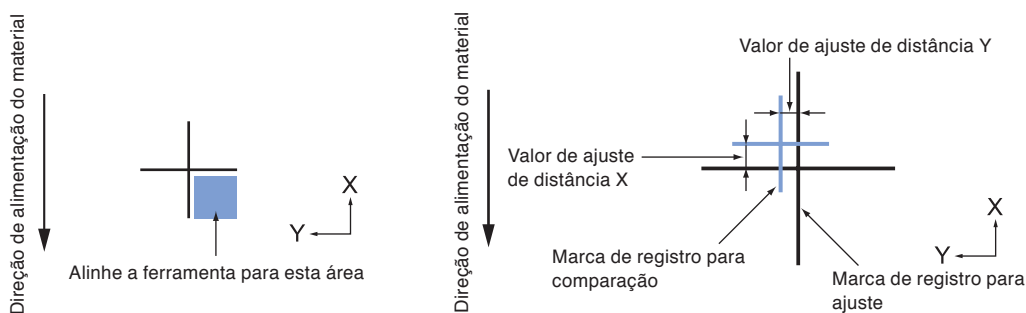 Direção de alimentação do material
X
Y
Alinhe a ferramenta para esta área
Direção de alimentação do material
Valor de ajuste de distância Y
Valor de ajuste
de distância X
Marca de registro para
comparação
Marca de registro para
ajuste
X
Y